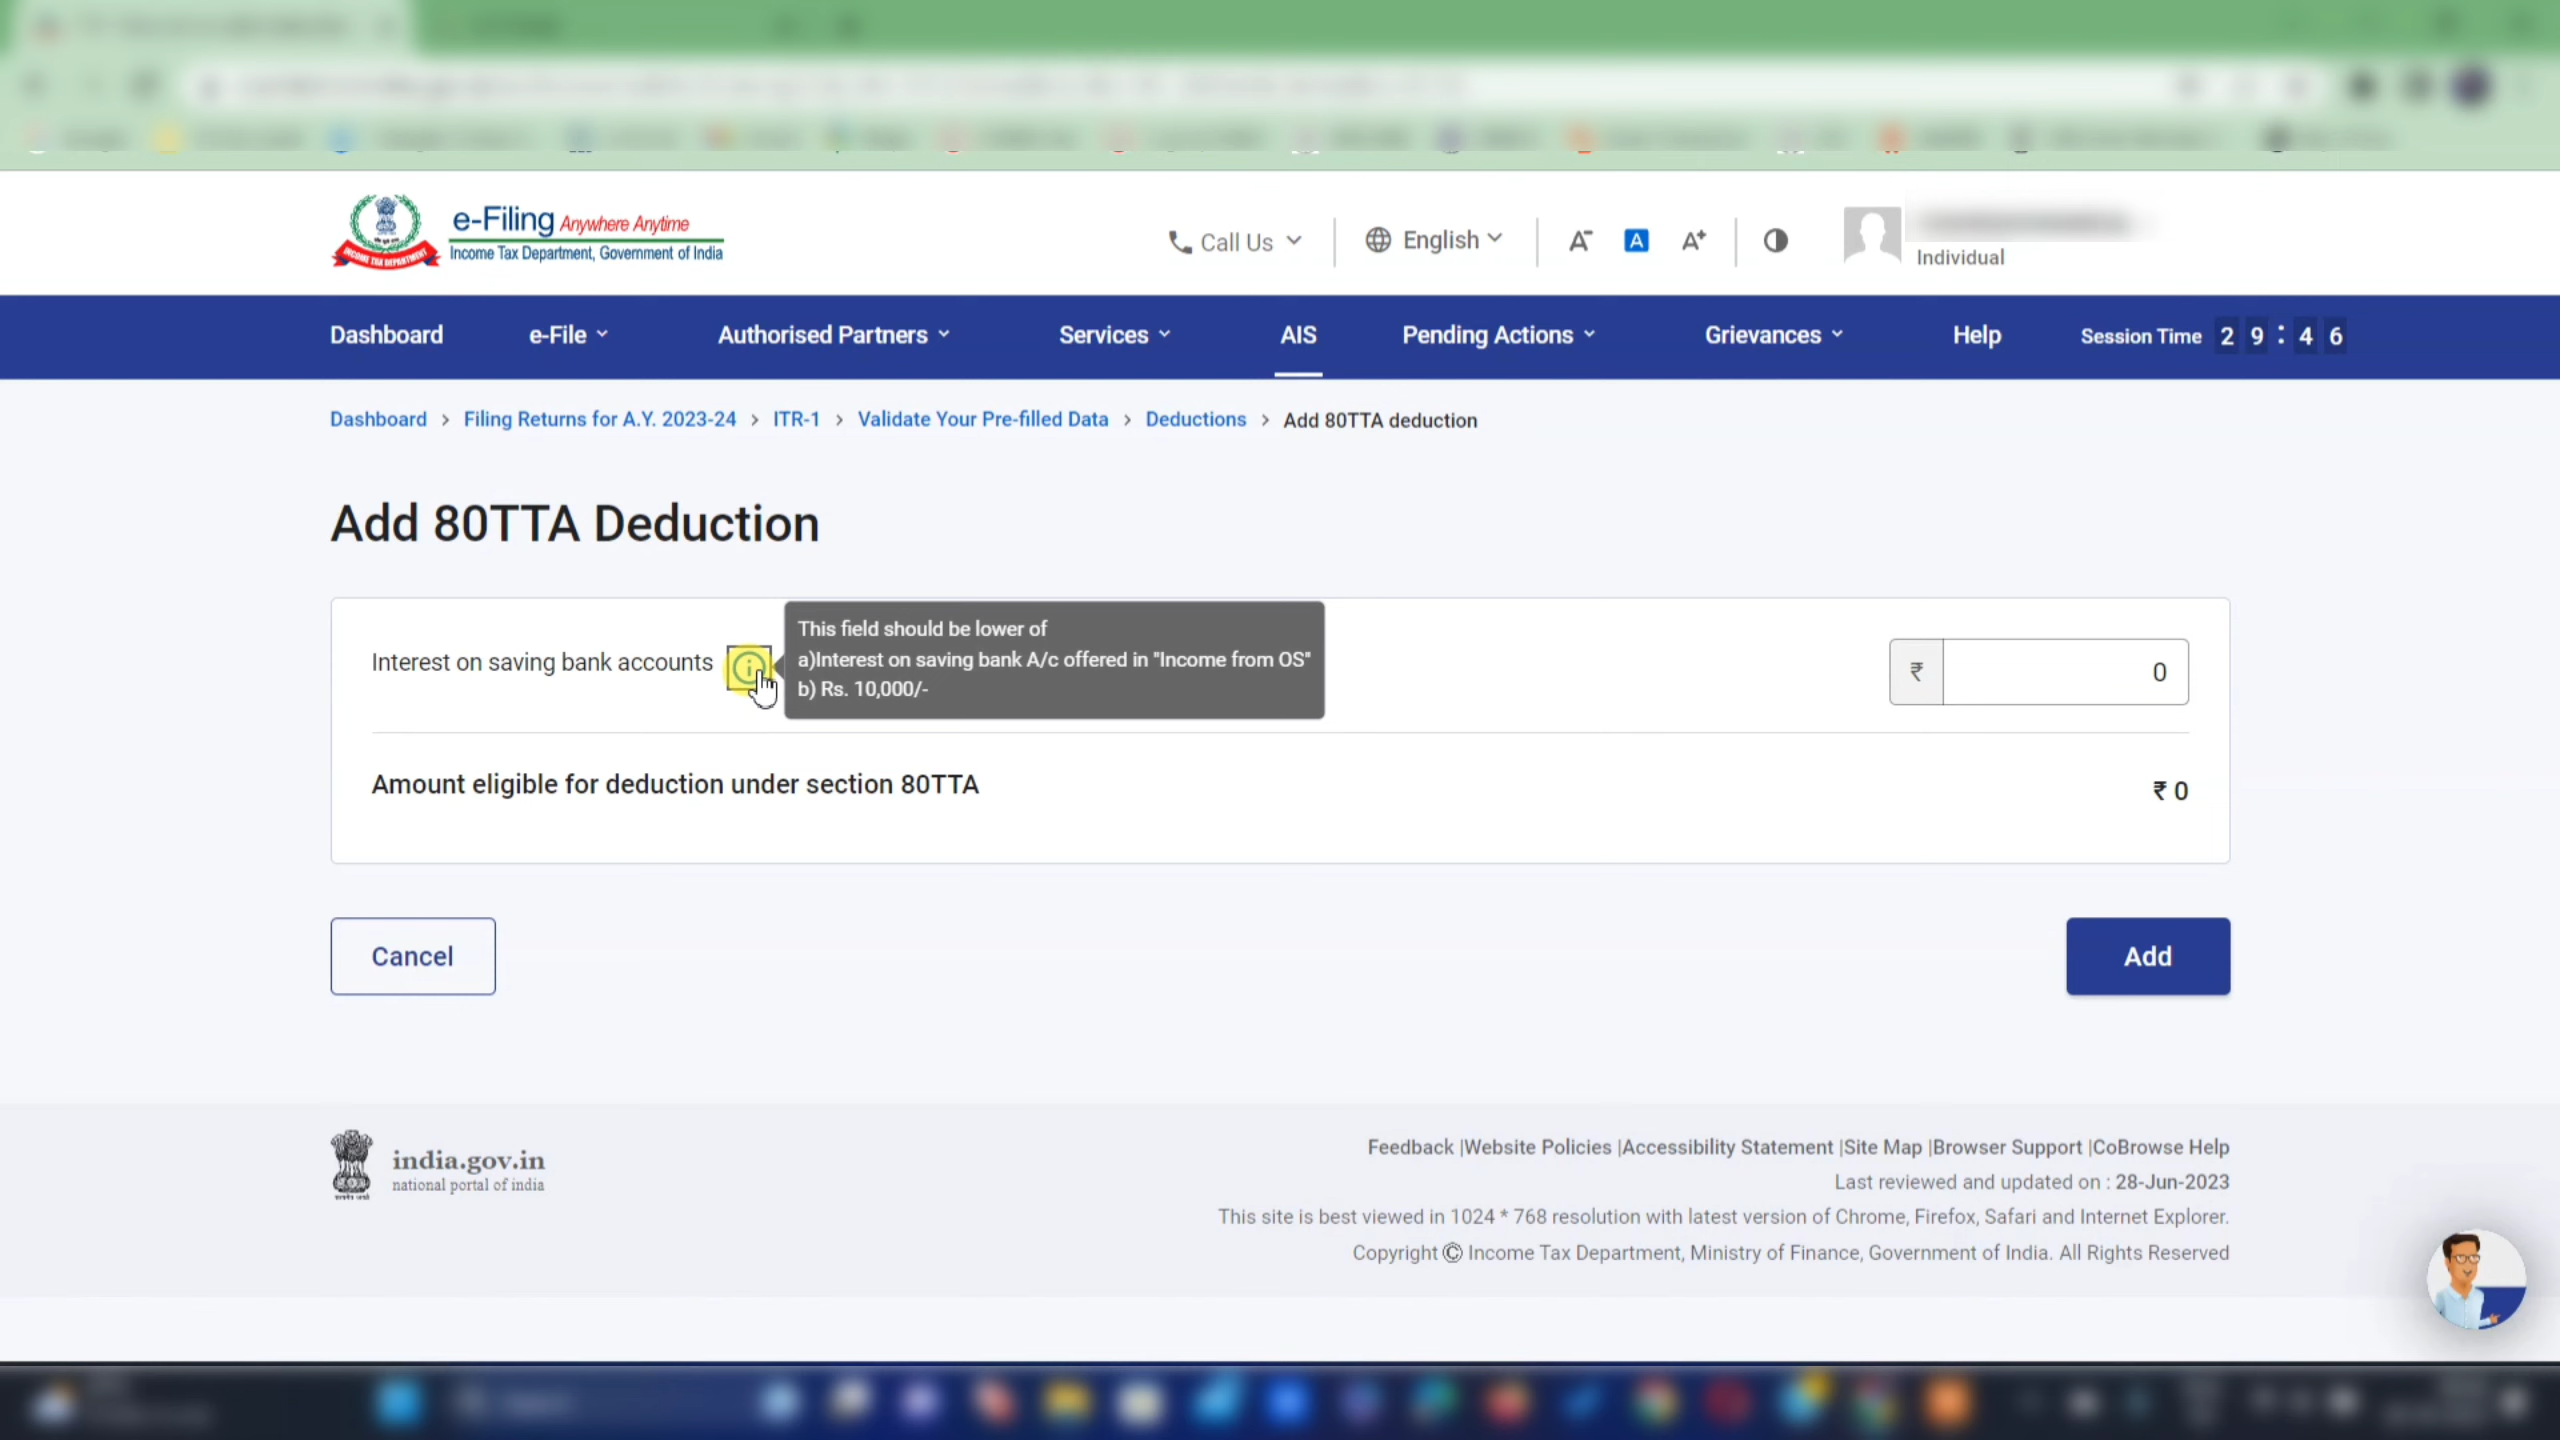 e-Filing Anywhere Anytime
Income Tax Department, Government of India
INCOME TAX DEPARTMENT
Call Us
English
A-
A
A+
Individual
Dashboard e-File Authorised Partners Services AIS Pending Actions Grievances Help Session Time 2 9 : 4 6
Dashboard > Filing Returns for A.Y. 2023-24 > ITR-1 > Validate Your Pre-filled Data > Deductions > Add 80TTA deduction
Add 80TTA Deduction
Interest on saving bank accounts
This field should be lower of
a)Interest on saving bank A/c offered in "Income from OS"
b) Rs. 10,000/-
₹ 0
Amount eligible for deduction under section 80TTA ₹ 0
Cancel Add
india.gov.in
national portal of india
Feedback |Website Policies |Accessibility Statement |Site Map |Browser Support |CoBrowse Help
Last reviewed and updated on : 28-Jun-2023
This site is best viewed in 1024 * 768 resolution with latest version of Chrome, Firefox, Safari and Internet Explorer.
Copyright © Income Tax Department, Ministry of Finance, Government of India. All Rights Reserved